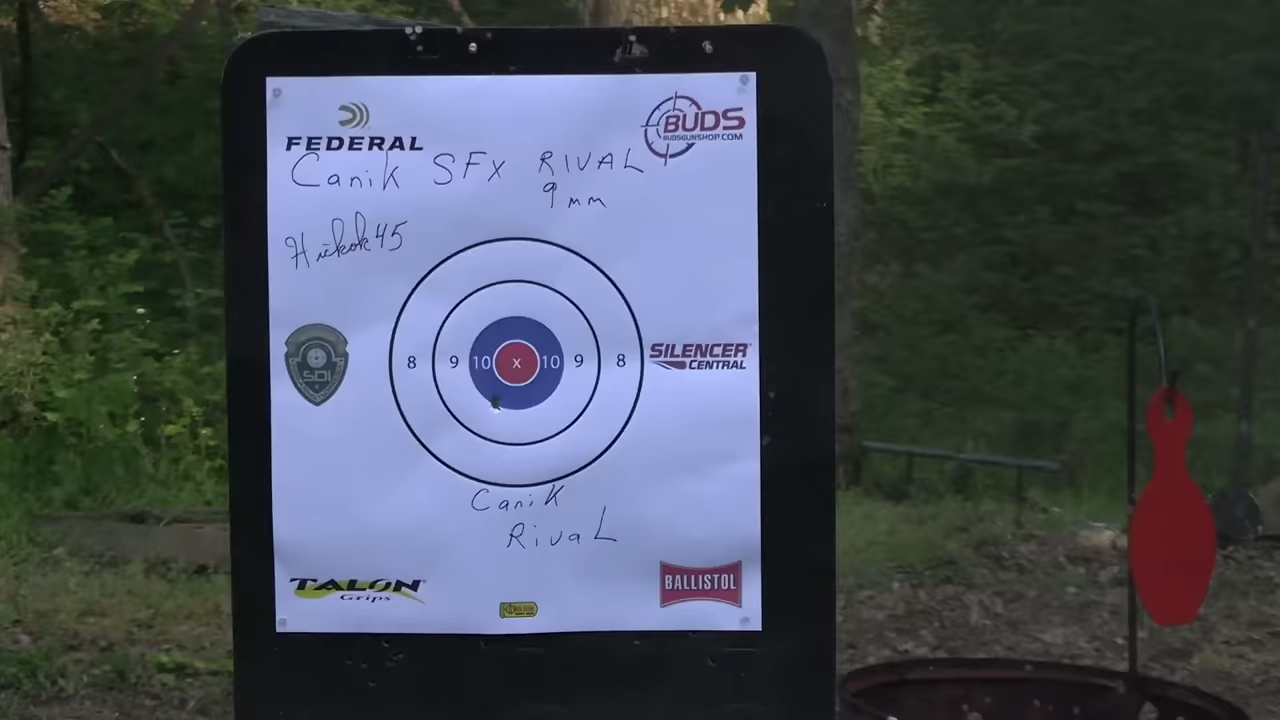 FEDERAL
BUDS
BUDSGUNSHOP.COM
Canik SFx RIVAL
9mm
Hickok45
8 9 10 x 10 9 8
SDI
SILENCER
CENTRAL
Canik
RivaL
TALON
Grips
BALLISTOL